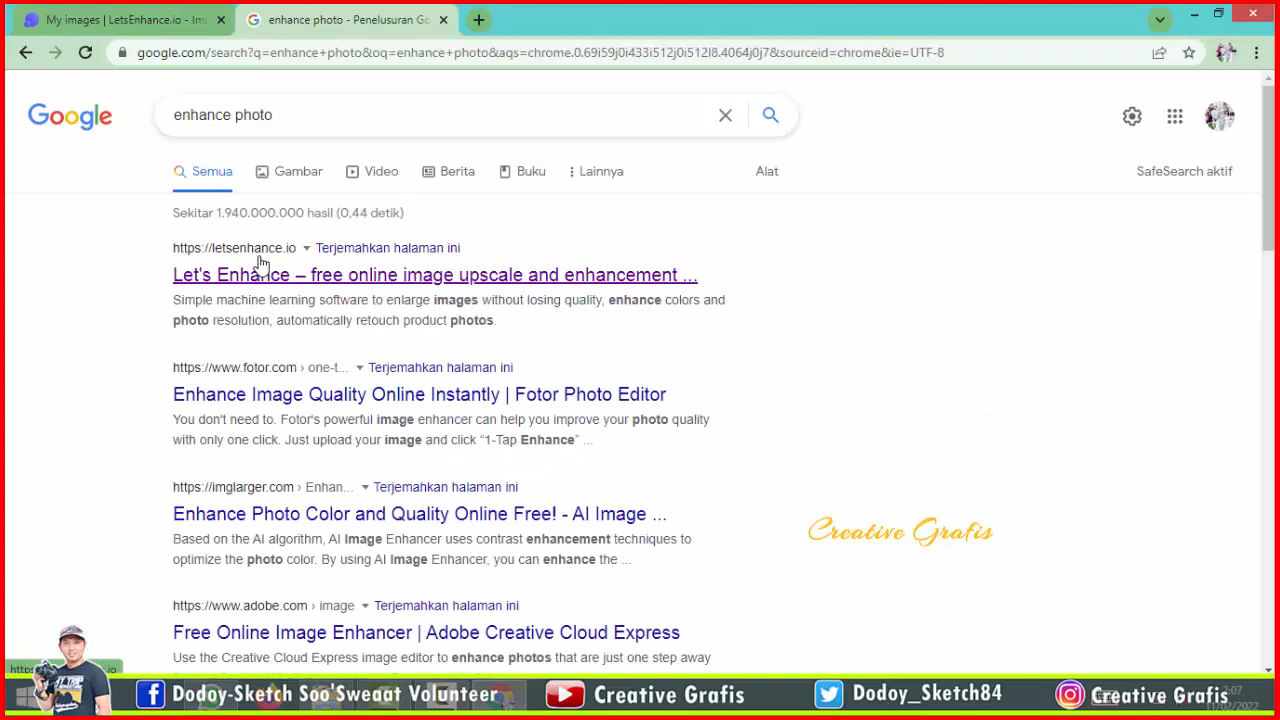 My images | LetsEnhance.io - Im
enhance photo - Penelusuran Go
google.com/search?q=enhance+photo&oq=enhance+photo&aqs=chrome.0.69i59j0i433i512j0i512l8.4064j0j7&sourceid=chrome&ie=UTF-8
Google
enhance photo
Semua Gambar Video Berita Buku Lainnya Alat SafeSearch aktif
Sekitar 1.940.000.000 hasil (0,44 detik)
https://letsenhance.io Terjemahkan halaman ini
Let's Enhance – free online image upscale and enhancement ...
Simple machine learning software to enlarge images without losing quality, enhance colors and
photo resolution, automatically retouch product photos.
https://www.fotor.com › one-t... Terjemahkan halaman ini
Enhance Image Quality Online Instantly | Fotor Photo Editor
You don't need to. Fotor's powerful image enhancer can help you improve your photo quality
with only one click. Just upload your image and click “1-Tap Enhance” ...
https://imglarger.com › Enhan... Terjemahkan halaman ini
Enhance Photo Color and Quality Online Free! - AI Image ...
Based on the AI algorithm, AI Image Enhancer uses contrast enhancement techniques to
optimize the photo color. By using AI Image Enhancer, you can enhance the ...
Creative Grafis
https://www.adobe.com › image Terjemahkan halaman ini
Free Online Image Enhancer | Adobe Creative Cloud Express
Use the Creative Cloud Express image editor to enhance photos that are just one step away
Dodoy-Sketch Soo'Sweaat Volunteer Creative Grafis Dodoy_Sketch84 Creative Grafis
11/02/2022